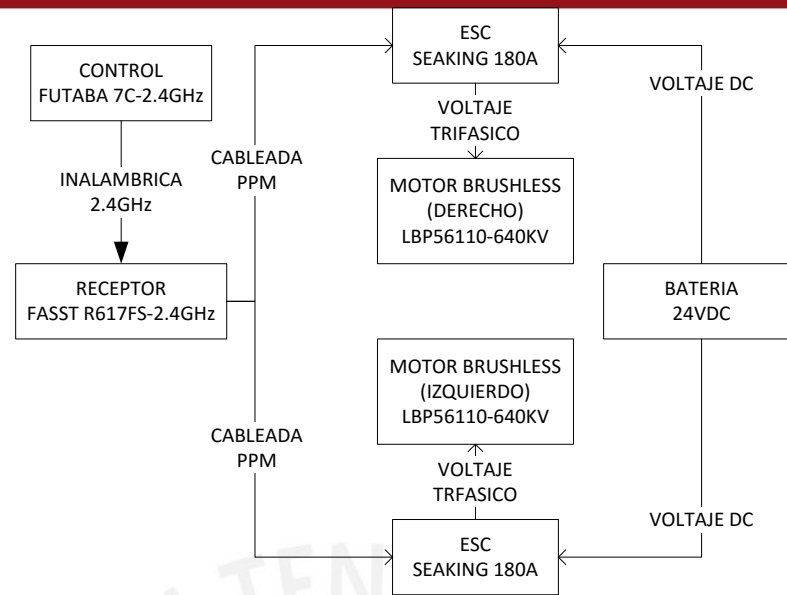 ESC
SEAKING 180A
CONTROL
FUTABA 7C-2.4GHz
VOLTAJE DC
VOLTAJE
TRIFASICO
CABLEADA
PPM
INALAMBRICA
2.4GHz
MOTOR BRUSHLESS
(DERECHO)
LBP56110-640KV
RECEPTOR
FASST R617FS-2.4GHz
BATERIA
24VDC
MOTOR BRUSHLESS
(IZQUIERDO)
LBP56110-640KV
CABLEADA
PPM
VOLTAJE
TRFASICO
VOLTAJE DC
ESC
SEAKING 180A